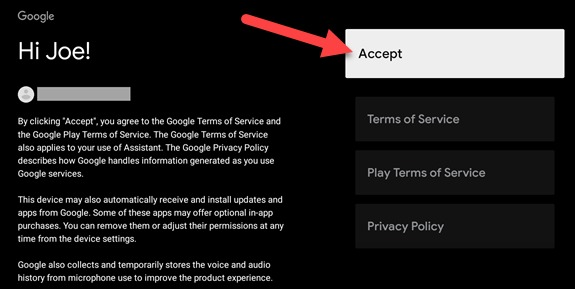 Google
Hi Joe!
By clicking "Accept", you agree to the Google Terms of Service and
the Google Play Terms of Service. The Google Terms of Service
also applies to your use of Assistant. The Google Privacy Policy
describes how Google handles information generated as you use
Google services.
This device may also automatically receive and install updates and
apps from Google. Some of these apps may offer optional in-app
purchases. You can remove them or adjust their permissions at any
time from the device settings.
Google also collects and temporarily stores the voice and audio
history from microphone use to improve the product experience.
Accept
Terms of Service
Play Terms of Service
Privacy Policy